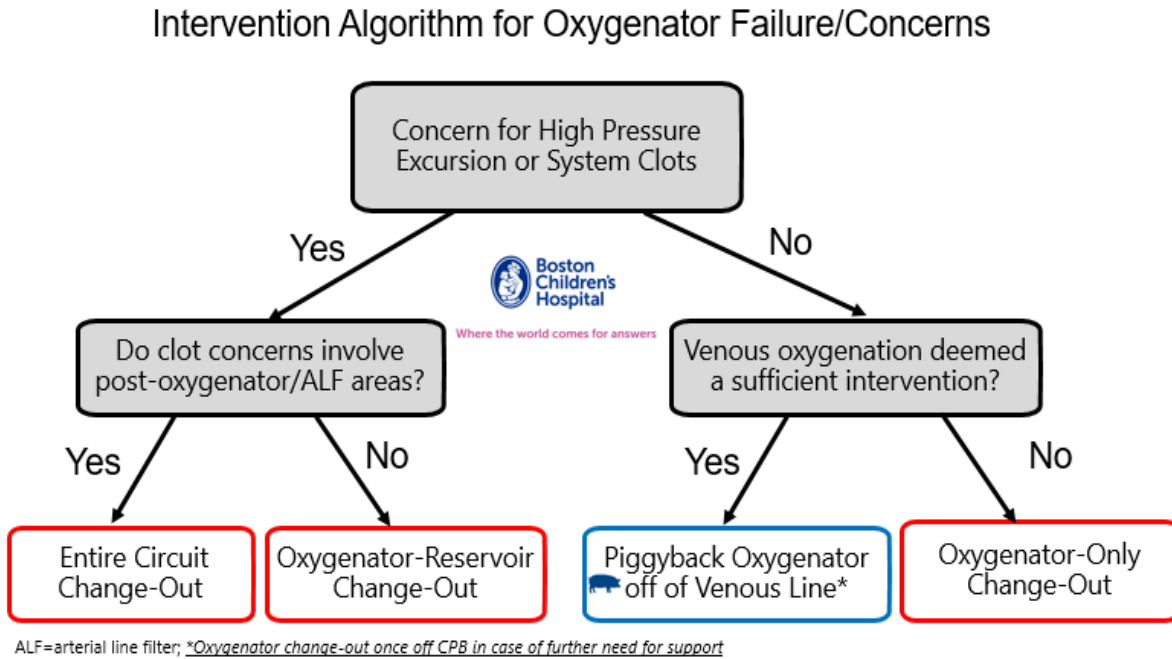 Intervention Algorithm for Oxygenator Failure/Concerns
Concern for High Pressure
Excursion or System Clots
Yes
No
Boston
Children's
Hospital
Where the world comes for answers
Do clot concerns involve
post-oxygenator/ALF areas?
Venous oxygenation deemed
a sufficient intervention?
Yes
No
Yes
No
Entire Circuit
Change-Out
Oxygenator-Reservoir
Change-Out
Piggyback Oxygenator
off of Venous Line*
Oxygenator-Only
Change-Out
ALF=arterial line filter; *Oxygenator change-out once off CPB in case of further need for support